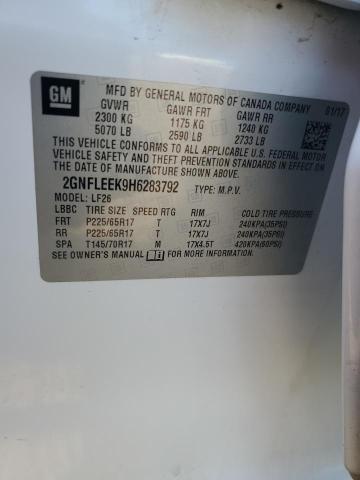 GM
MFD BY GENERAL MOTORS OF CANADA COMPANY 01/17
GVWR GAWR FRT GAWR RR
2300 KG 1175 KG 1240 KG
5070 LB 2590 LB 2733 LB
THIS VEHICLE CONFORMS TO ALL APPLICABLE U.S. FEDERAL MOTOR
VEHICLE SAFETY AND THEFT PREVENTION STANDARDS IN EFFECT ON
THE DATE OF MANUFACTURE SHOWN ABOVE.
2GNFLEEK9H6283792 TYPE: M.P.V.
MODEL: LF26
LBBC TIRE SIZE SPEED RTG RIM COLD TIRE PRESSURE
FRT P225/65R17 T 17X7J 240KPA(35PSI)
RR P225/65R17 T 17X7J 240KPA(35PSI)
SPA T145/70R17 M 17X4.5T 420KPA(60PSI)
SEE OWNER'S MANUAL FOR MORE INFORMATION